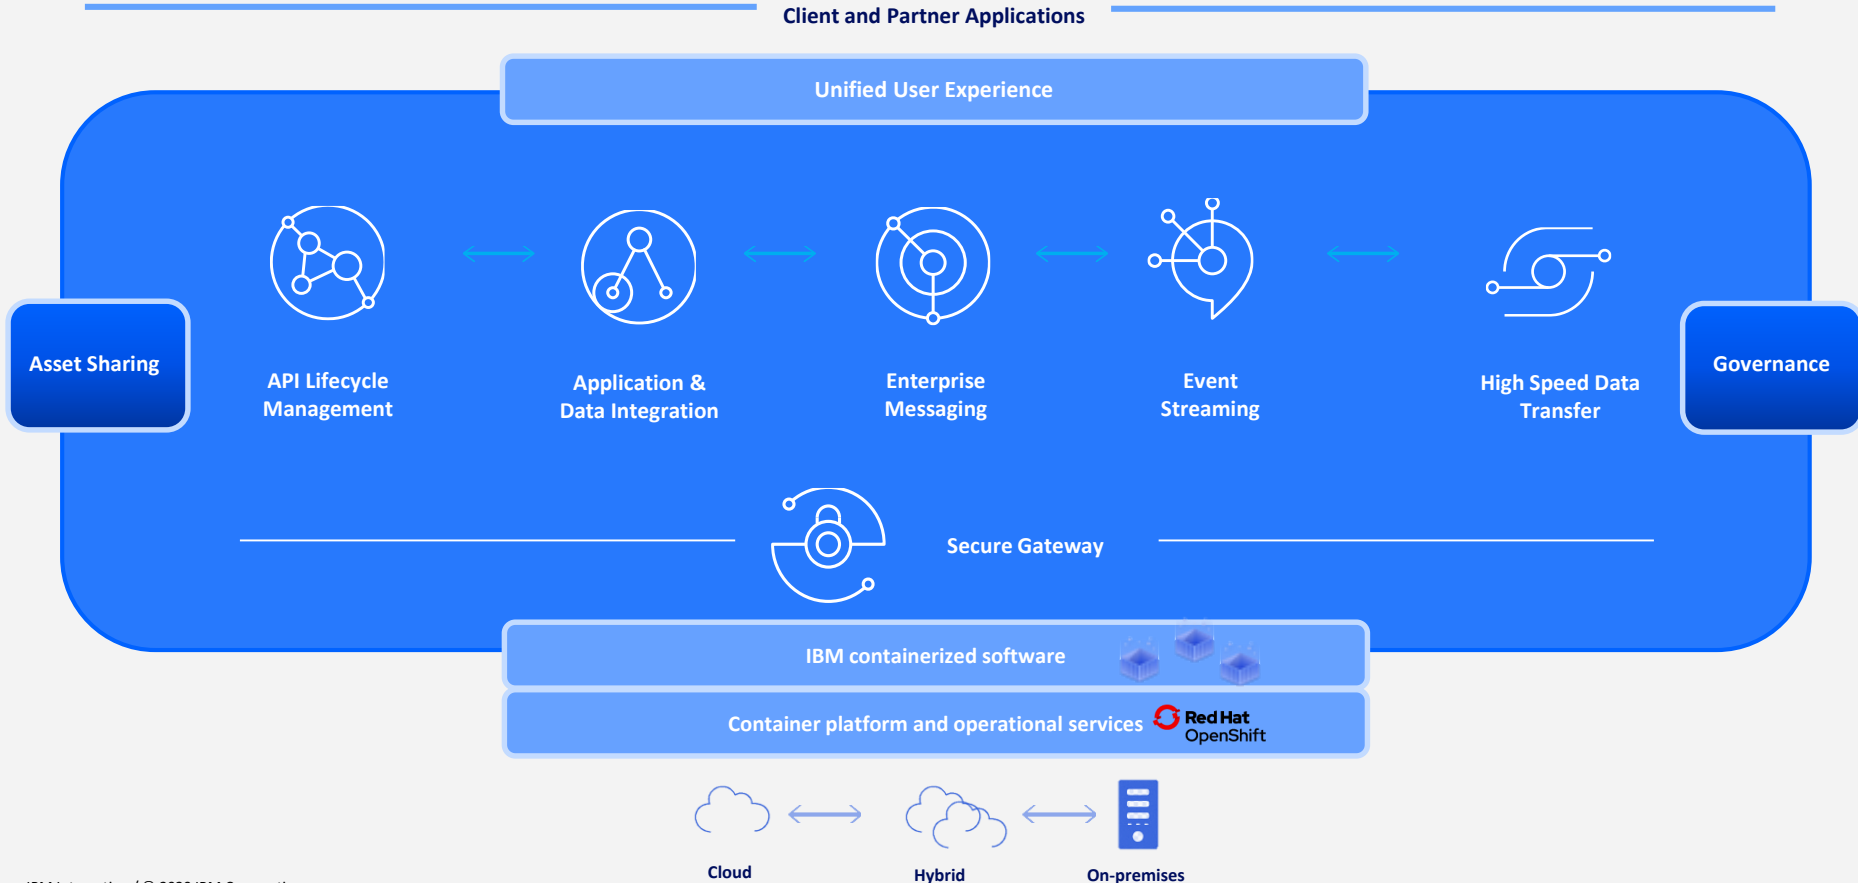 Client and Partner Applications
Unified User Experience
Asset Sharing
API Lifecycle
Management
Application &
Data Integration
Enterprise
Messaging
Event
Streaming
High Speed Data
Transfer
Governance
Secure Gateway
IBM containerized software
Container platform and operational services
Red Hat
OpenShift
Cloud
Hybrid
On-premises